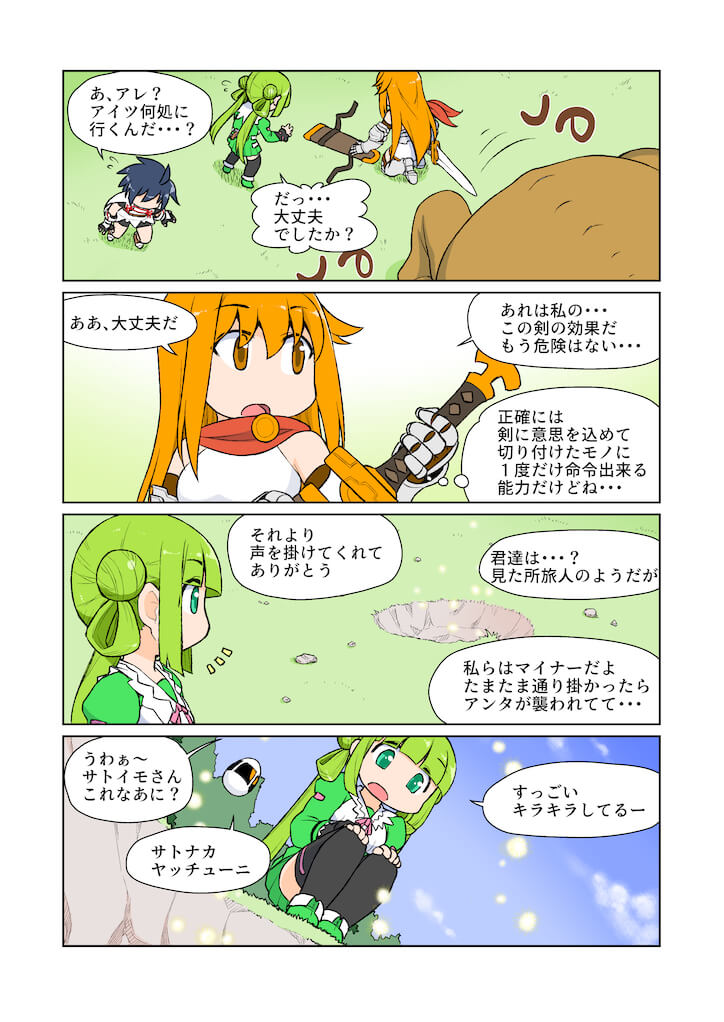 あ、アレ？
アイツ何処に
行くんだ・・・？
だっ・・・
大丈夫
でしたか？
あれは私の・・・
この剣の効果だ
もう危険はない・・・
ああ、大丈夫だ
正確には
剣に意思を込めて
切り付けたモノに
１度だけ命令出来る
能力だけどね・・・
それより
声を掛けてくれて
ありがとう
君達は・・・？
見た所旅人のようだが
私らはマイナーだよ
たまたま通り掛かったら
アンタが襲われてて・・・
うわぁ～
サトイモさん
これなあに？
サトナカ
ヤッチューニ
すっごい
キラキラしてるー